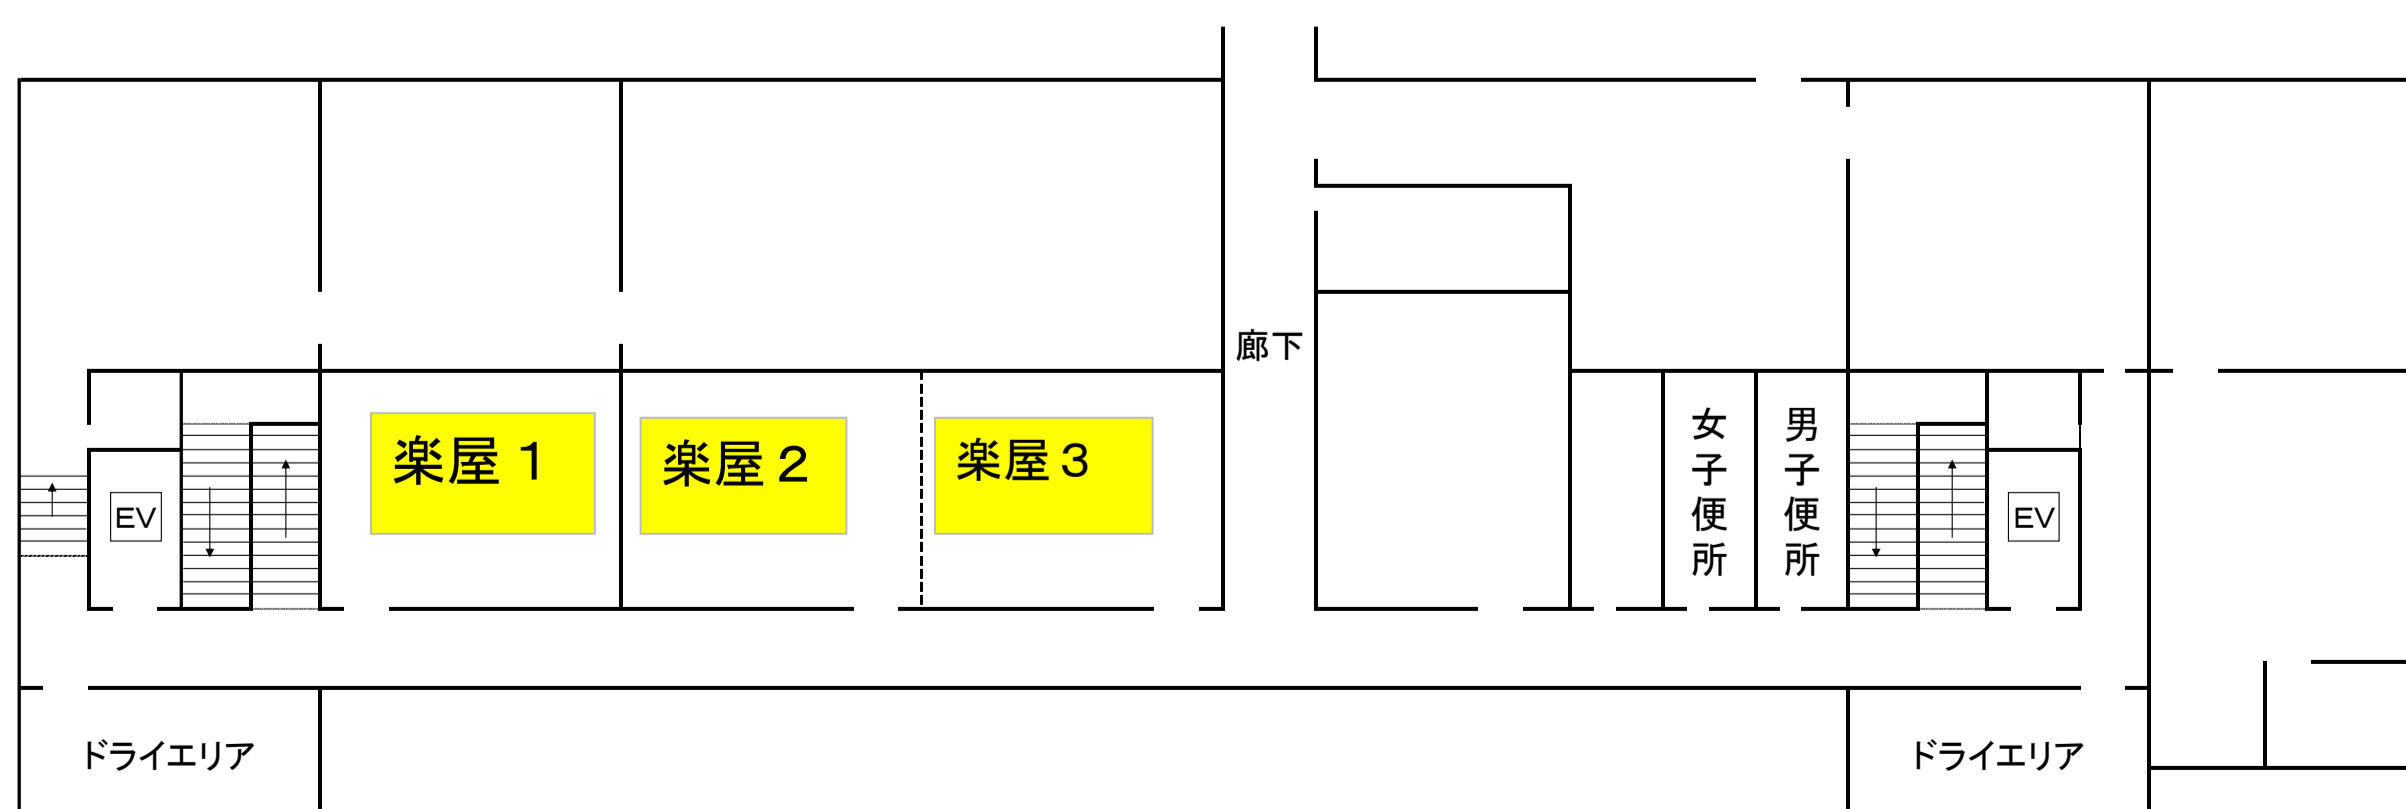 廊下
楽屋１
楽屋２
楽屋３
女子便所
男子便所
EV
EV
ドライエリア
ドライエリア